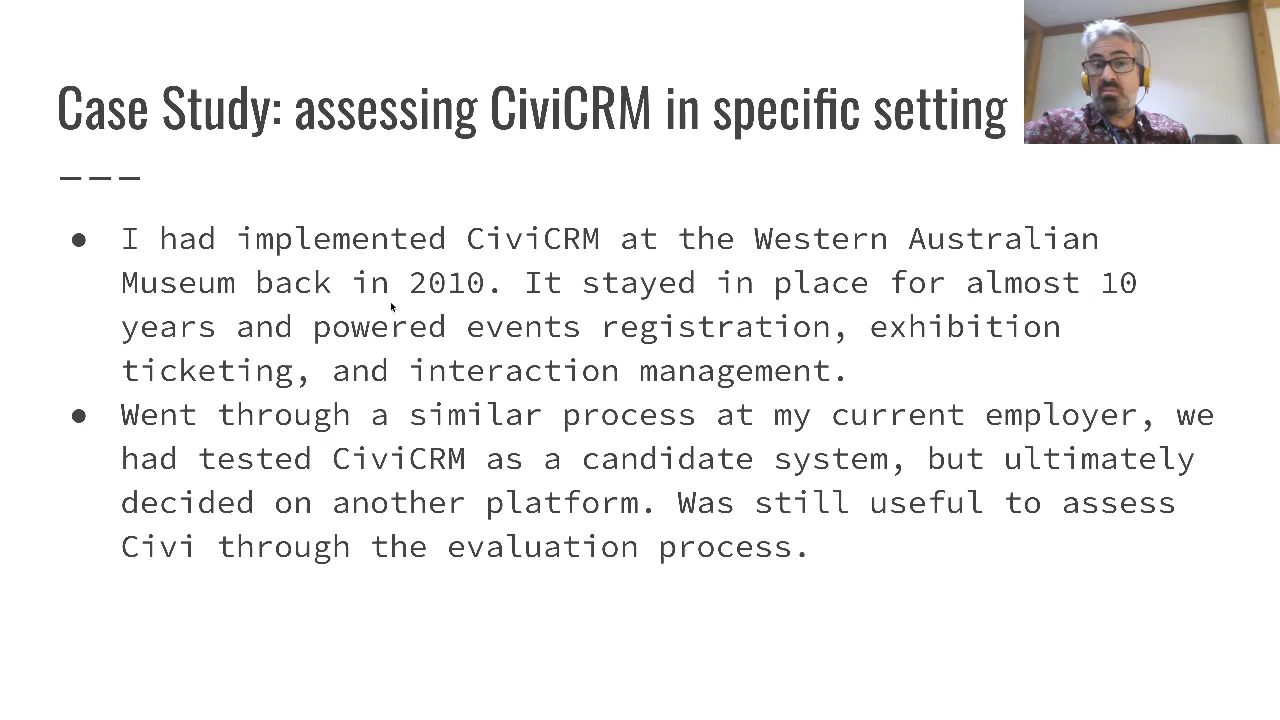 Case Study: assessing CiviCRM in specific setting
● I had implemented CiviCRM at the Western Australian
Museum back in 2010. It stayed in place for almost 10
years and powered events registration, exhibition
ticketing, and interaction management.
● Went through a similar process at my current employer, we
had tested CiviCRM as a candidate system, but ultimately
decided on another platform. Was still useful to assess
Civi through the evaluation process.